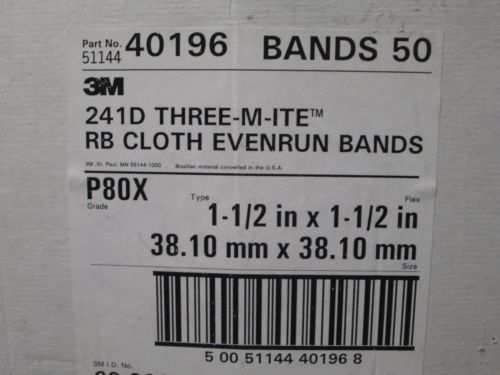 Part No. 40196 BANDS 50
51144
3M
241D THREE-M-ITE™
RB CLOTH EVENRUN BANDS
3M, St. Paul, MN 55144-1000 Brazilian material converted in the U.S.A.
P80X
Grade Type Flex
1-1/2 in x 1-1/2 in
38.10 mm x 38.10 mm
Size
5 00 51144 40196 8
3M I.D. No.